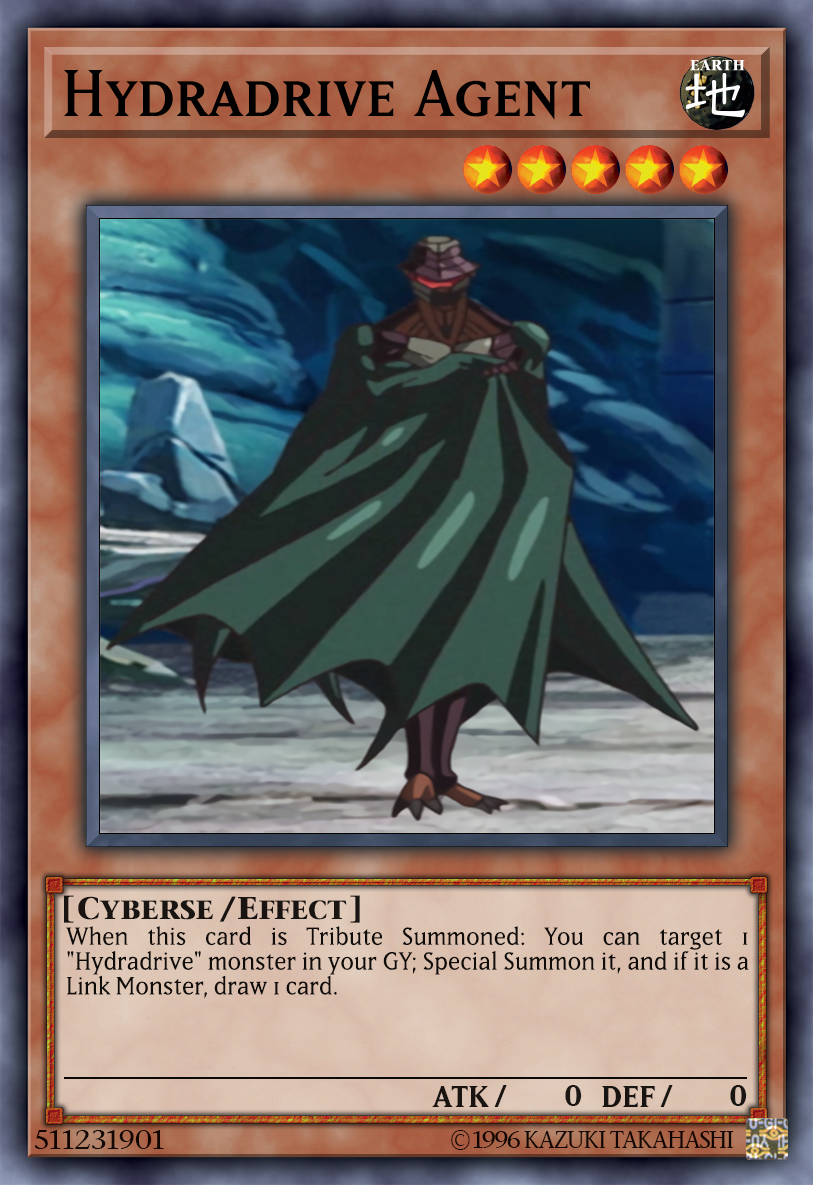 Hydradrive Agent
EARTH
地
[Cyberse /Effect]
When this card is Tribute Summoned: You can target 1
"Hydradrive" monster in your GY; Special Summon it, and if it is a
Link Monster, draw 1 card.
ATK / 0 DEF / 0
511231901
©1996 KAZUKI TAKAHASHI